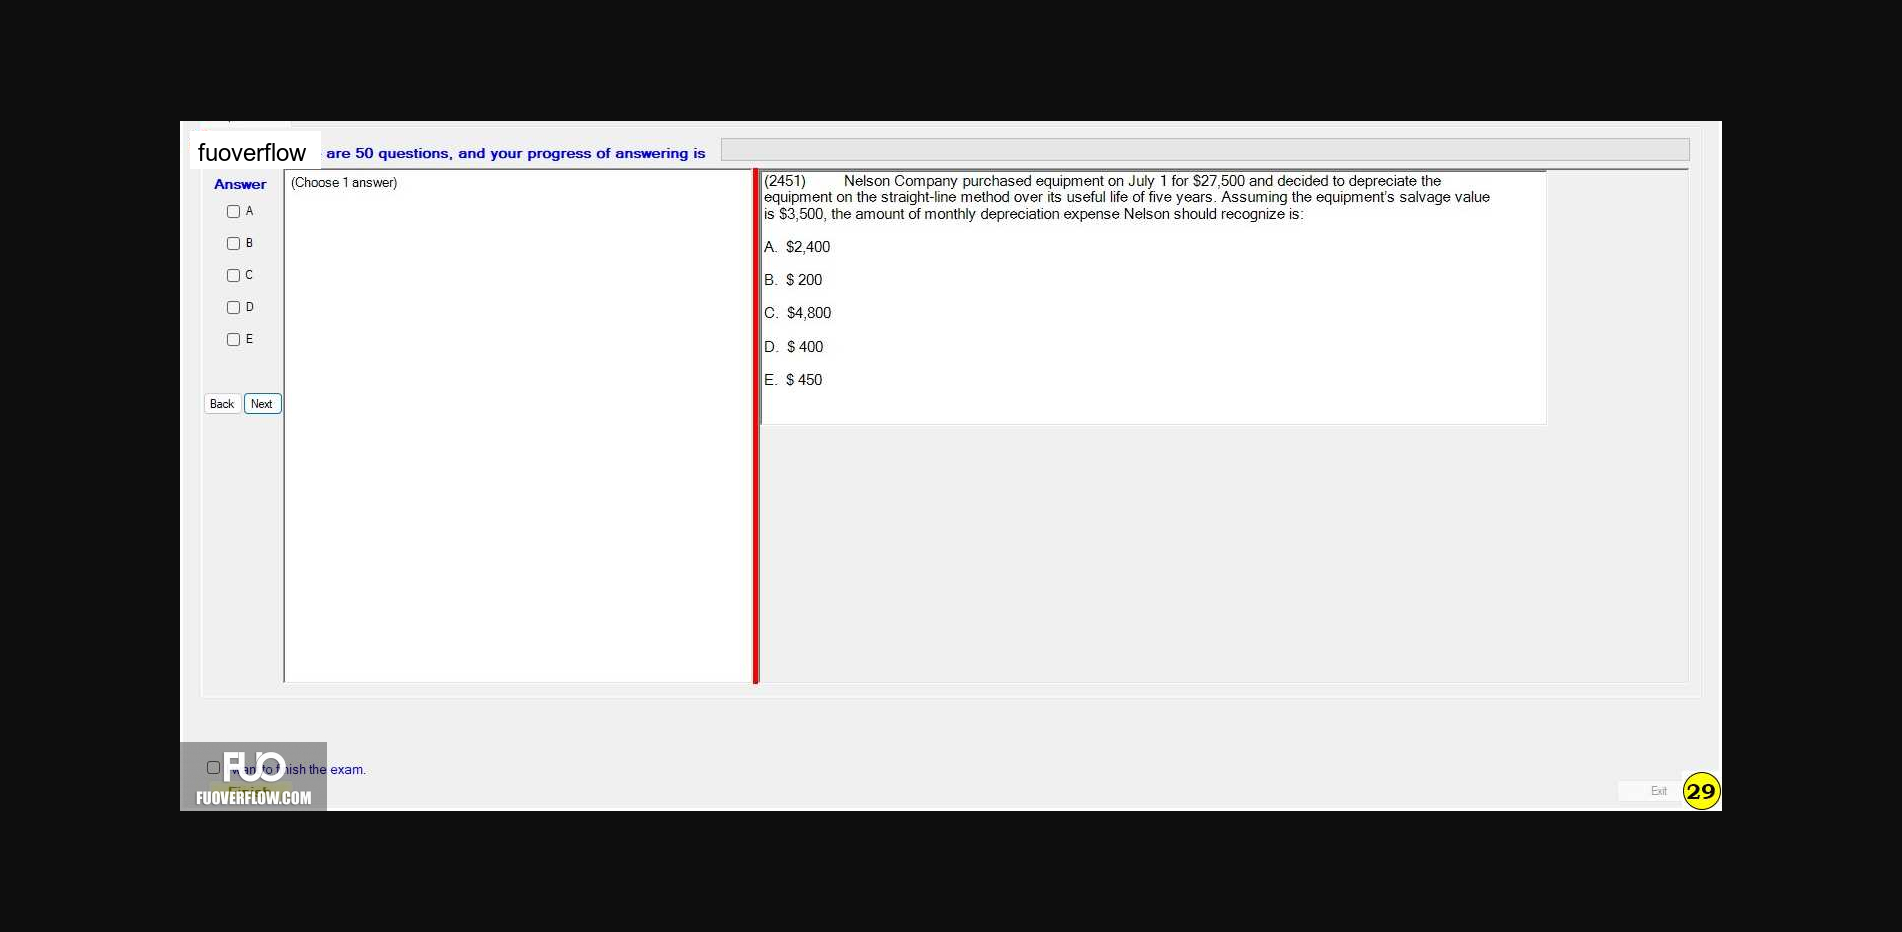 fuoverflow are 50 questions, and your progress of answering is
Answer
(Choose 1 answer)
A
B
C
D
E
Back Next
(2451) Nelson Company purchased equipment on July 1 for $27,500 and decided to depreciate the
equipment on the straight-line method over its useful life of five years. Assuming the equipment's salvage value
is $3,500, the amount of monthly depreciation expense Nelson should recognize is:
A. $2,400
B. $ 200
C. $4,800
D. $ 400
E. $ 450
FUO
want to finish the exam.
Finish
FUOVERFLOW.COM
Exit
29